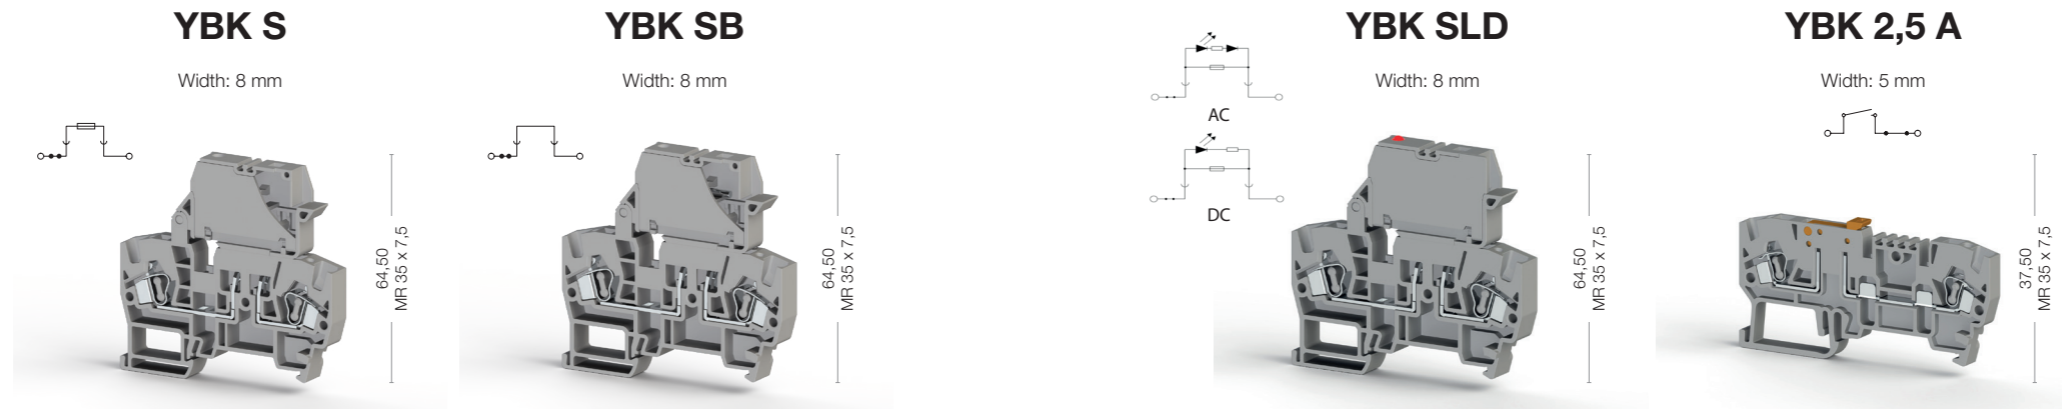 YBK S
Width: 8 mm
64,50
MR 35 x 7,5
YBK SB
Width: 8 mm
64,50
MR 35 x 7,5
YBK SLD
Width: 8 mm
AC
DC
64,50
MR 35 x 7,5
YBK 2,5 A
Width: 5 mm
37,50
MR 35 x 7,5